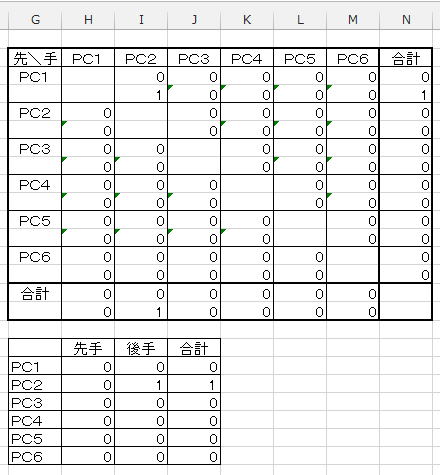 G H I J K L M N
先＼手 PC1 PC2 PC3 PC4 PC5 PC6 合計
PC1 0 0 0 0 0 0
1 0 0 0 0 1
PC2 0 0 0 0 0 0
0 0 0 0 0 0
PC3 0 0 0 0 0 0
0 0 0 0 0 0
PC4 0 0 0 0 0 0
0 0 0 0 0 0
PC5 0 0 0 0 0 0
0 0 0 0 0 0
PC6 0 0 0 0 0 0
0 0 0 0 0 0
合計 0 0 0 0 0 0
0 1 0 0 0 0
先手 後手 合計
PC1 0 0 0
PC2 0 1 1
PC3 0 0 0
PC4 0 0 0
PC5 0 0 0
PC6 0 0 0